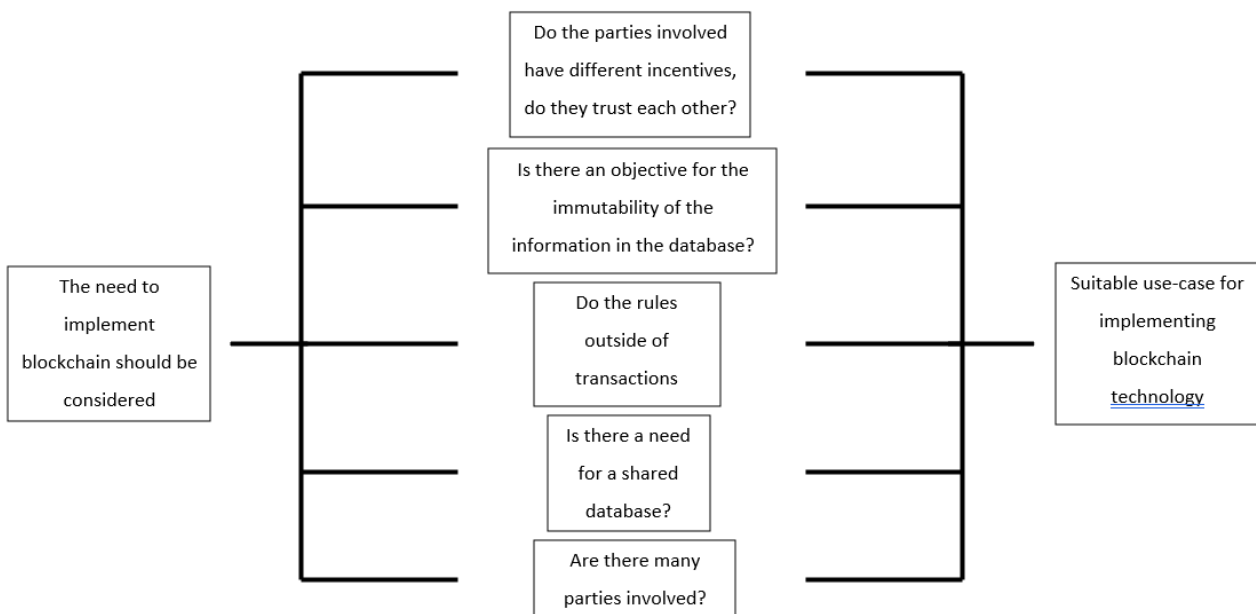 Do the parties involved
have different incentives,
do they trust each other?
Is there an objective for the
immutability of the
information in the database?
The need to
implement
blockchain should be
considered
Do the rules
outside of
transactions
Suitable use-case for
implementing
blockchain
technology
Is there a need
for a shared
database?
Are there many
parties involved?